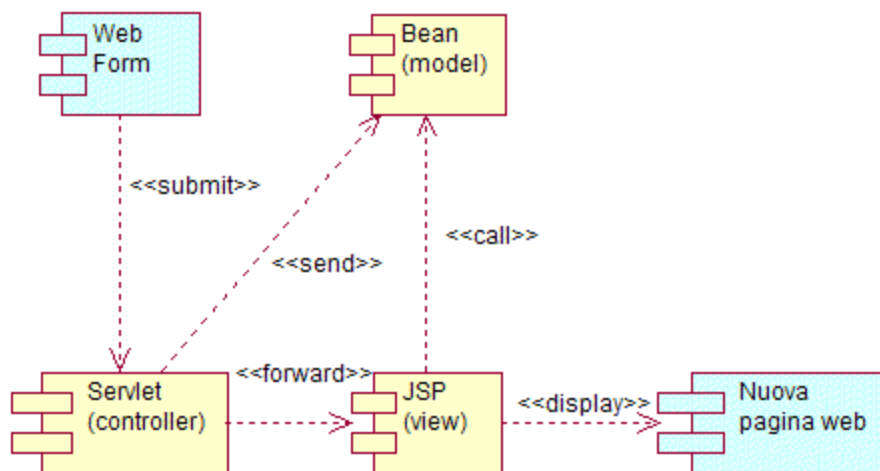 Web
Form
Bean
(model)
<<submit>>
<<call>>
<<send>>
<<forward>>
Servlet
(controller)
JSP
(view)
<<display>>
Nuova
pagina web